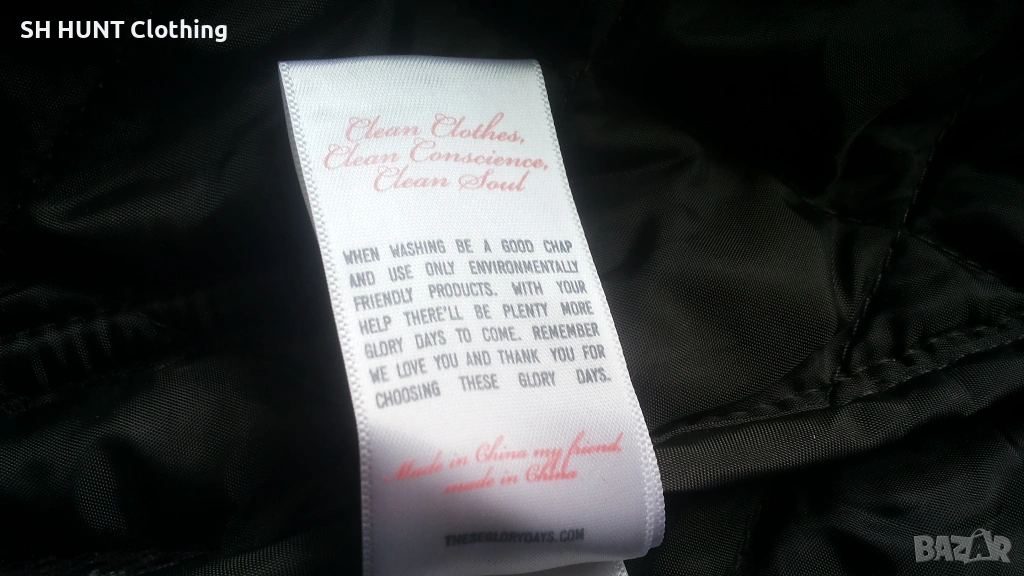 SH HUNT Clothing
Clean Clothes,
Clean Conscience,
Clean Soul
WHEN WASHING BE A GOOD CHAP
AND USE ONLY ENVIRONMENTALLY
FRIENDLY PRODUCTS. WITH YOUR
HELP THERE'LL BE PLENTY MORE
GLORY DAYS TO COME. REMEMBER
WE LOVE YOU AND THANK YOU FOR
CHOOSING THESE GLORY DAYS.
Made in China my friend,
made in China
THESEGLORYDAYS.COM
BAZAR